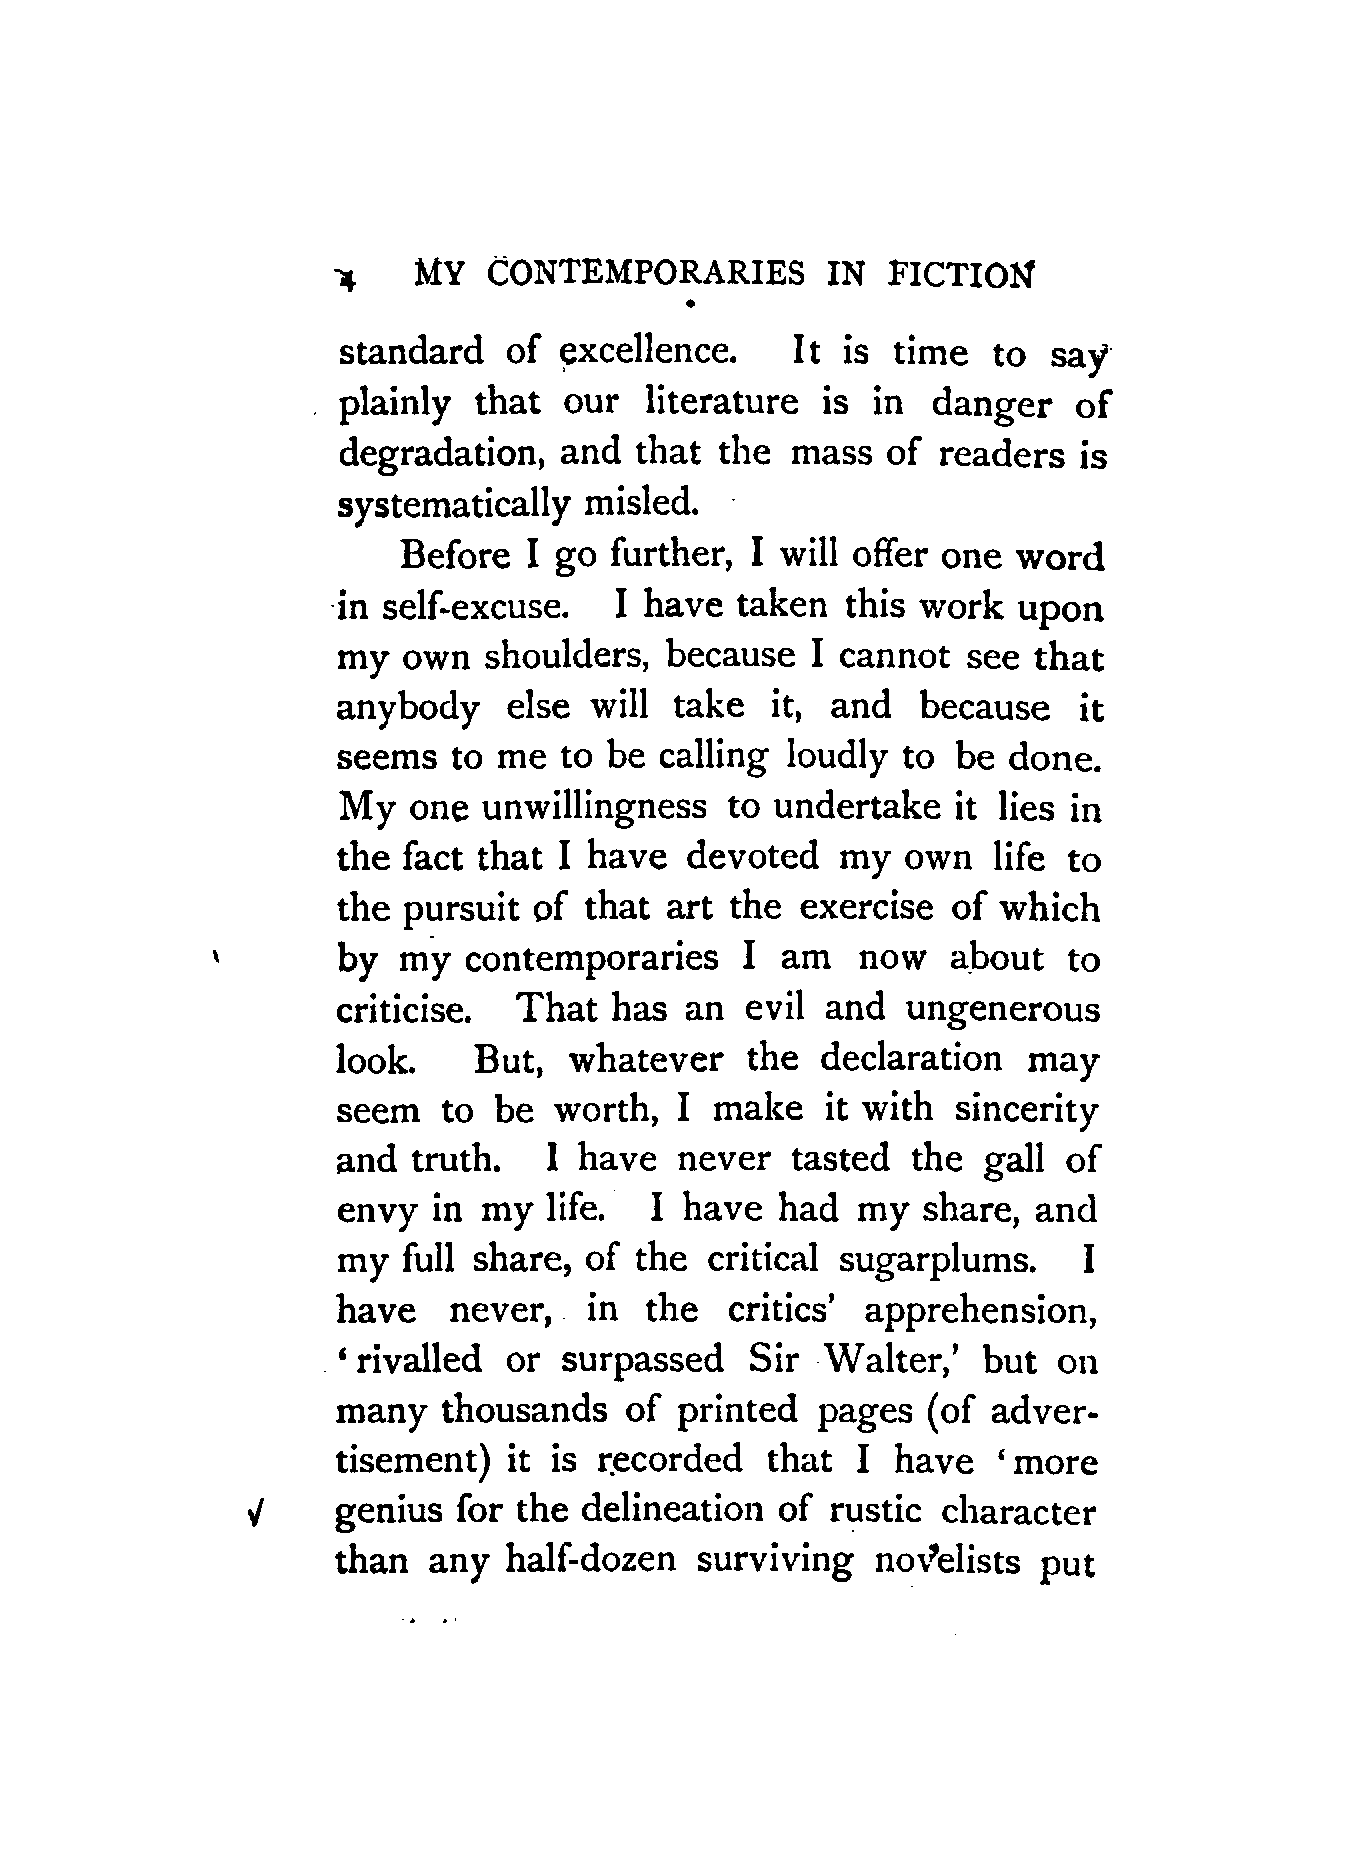 4 MY CONTEMPORARIES IN FICTION
standard of excellence. It is time to say
plainly that our literature is in danger of
degradation, and that the mass of readers is
systematically misled.
Before I go further, I will offer one word
in self-excuse. I have taken this work upon
my own shoulders, because I cannot see that
anybody else will take it, and because it
seems to me to be calling loudly to be done.
My one unwillingness to undertake it lies in
the fact that I have devoted my own life to
the pursuit of that art the exercise of which
by my contemporaries I am now about to
criticise. That has an evil and ungenerous
look. But, whatever the declaration may
seem to be worth, I make it with sincerity
and truth. I have never tasted the gall of
envy in my life. I have had my share, and
my full share, of the critical sugarplums. I
have never, in the critics' apprehension,
‘rivalled or surpassed Sir Walter,’ but on
many thousands of printed pages (of adver-
tisement) it is recorded that I have ‘more
genius for the delineation of rustic character
than any half-dozen surviving novelists put